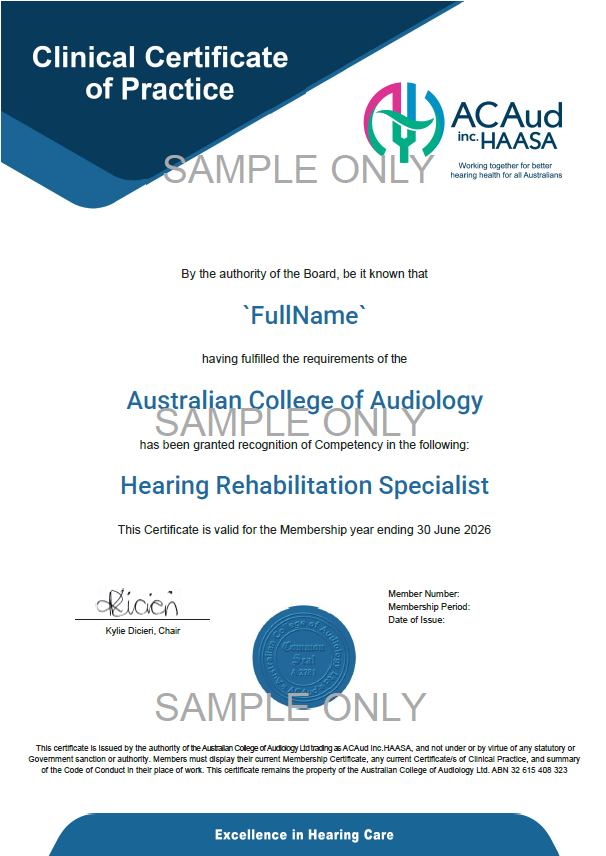 Clinical Certificate
of Practice
ACAud
inc. HAASA
Working together for better
hearing health for all Australians
SAMPLE ONLY
By the authority of the Board, be it known that
`FullName`
having fulfilled the requirements of the
Australian College of Audiology
SAMPLE ONLY
has been granted recognition of Competency in the following:
Hearing Rehabilitation Specialist
This Certificate is valid for the Membership year ending 30 June 2026
Kylie Dicieri, Chair
Member Number:
Membership Period:
Date of Issue:
Australian College of Audiology
Common
Seal
SAMPLE ONLY
This certificate is issued by the authority of the Australian College of Audiology Ltd trading as ACAud inc.HAASA, and not under or by virtue of any statutory or
Government sanction or authority. Members must display their current Membership Certificate, any current Certificate/s of Clinical Practice, and summary
of the Code of Conduct in their place of work. This certificate remains the property of the Australian College of Audiology Ltd. ABN 32 615 408 323
Excellence in Hearing Care